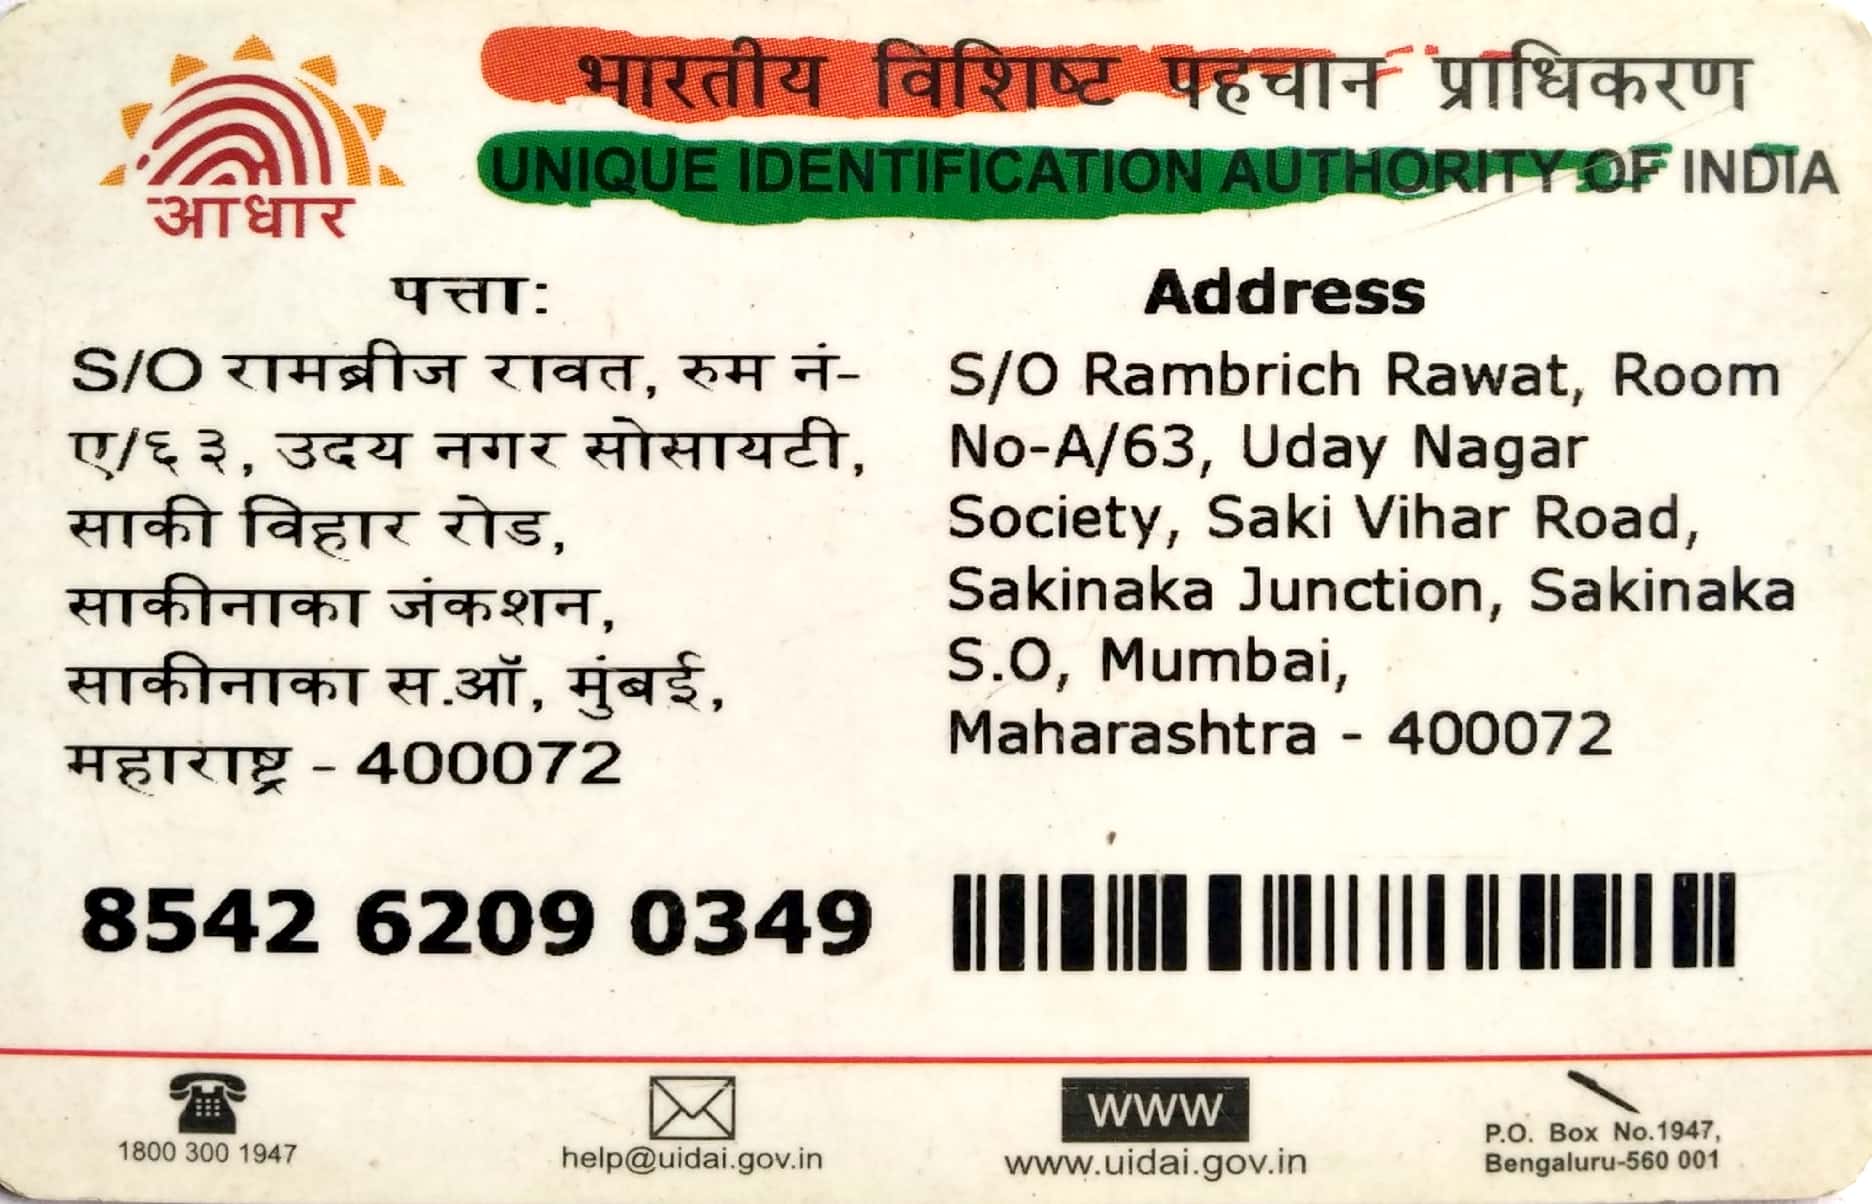 आधार
भारतीय विशिष्ट पहचान प्राधिकरण
UNIQUE IDENTIFICATION AUTHORITY OF INDIA
पत्ता:
S/O रामब्रीज रावत, रुम नं-
ए/६३, उदय नगर सोसायटी,
साकी विहार रोड,
साकीनाका जंकशन,
साकीनाका स.ऑ, मुंबई,
महाराष्ट्र - 400072
Address
S/O Rambrich Rawat, Room
No-A/63, Uday Nagar
Society, Saki Vihar Road,
Sakinaka Junction, Sakinaka
S.O, Mumbai,
Maharashtra - 400072
8542 6209 0349
1800 300 1947
help@uidai.gov.in
WWW
www.uidai.gov.in
P.O. Box No.1947,
Bengaluru-560 001